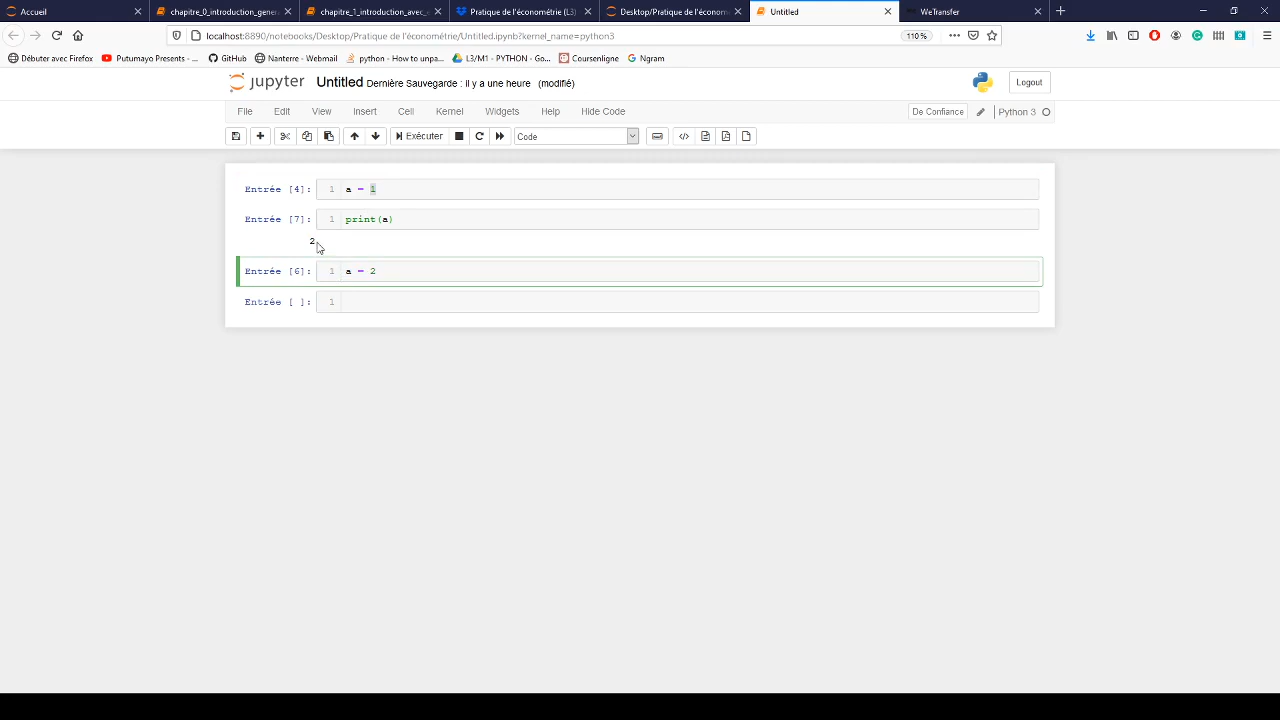 Accueil
chapitre_0_introduction_genera
chapitre_1_introduction_avec_e
Pratique de l'économétrie (L3)
Desktop/Pratique de l'économ
Untitled
WeTransfer
localhost:8890/notebooks/Desktop/Pratique de l'économétrie/Untitled.ipynb?kernel_name=python3
110 %
Débuter avec Firefox
Putumayo Presents - ...
GitHub
Nanterre - Webmail
python - How to unpa...
L3/M1 - PYTHON - Go...
Coursenligne
Ngram
jupyter
Untitled Dernière Sauvegarde : il y a une heure (modifié)
Logout
File Edit View Insert Cell Kernel Widgets Help Hide Code
De Confiance
Python 3
Exécuter
Code
Entrée [4]: 1 a = 1
Entrée [7]: 1 print(a)
2
Entrée [6]: 1 a = 2
Entrée [ ]: 1